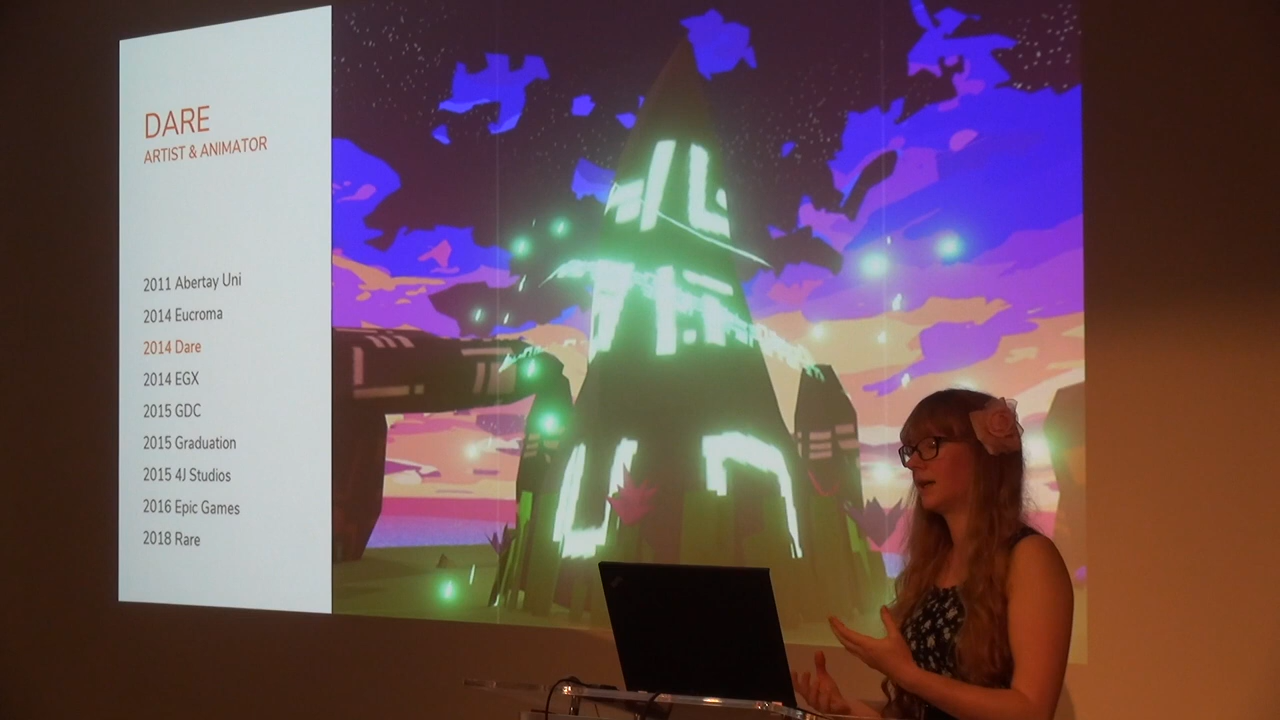 DARE
ARTIST & ANIMATOR
2011 Abertay Uni
2014 Eucroma
2014 Dare
2014 EGX
2015 GDC
2015 Graduation
2015 4J Studios
2016 Epic Games
2018 Rare